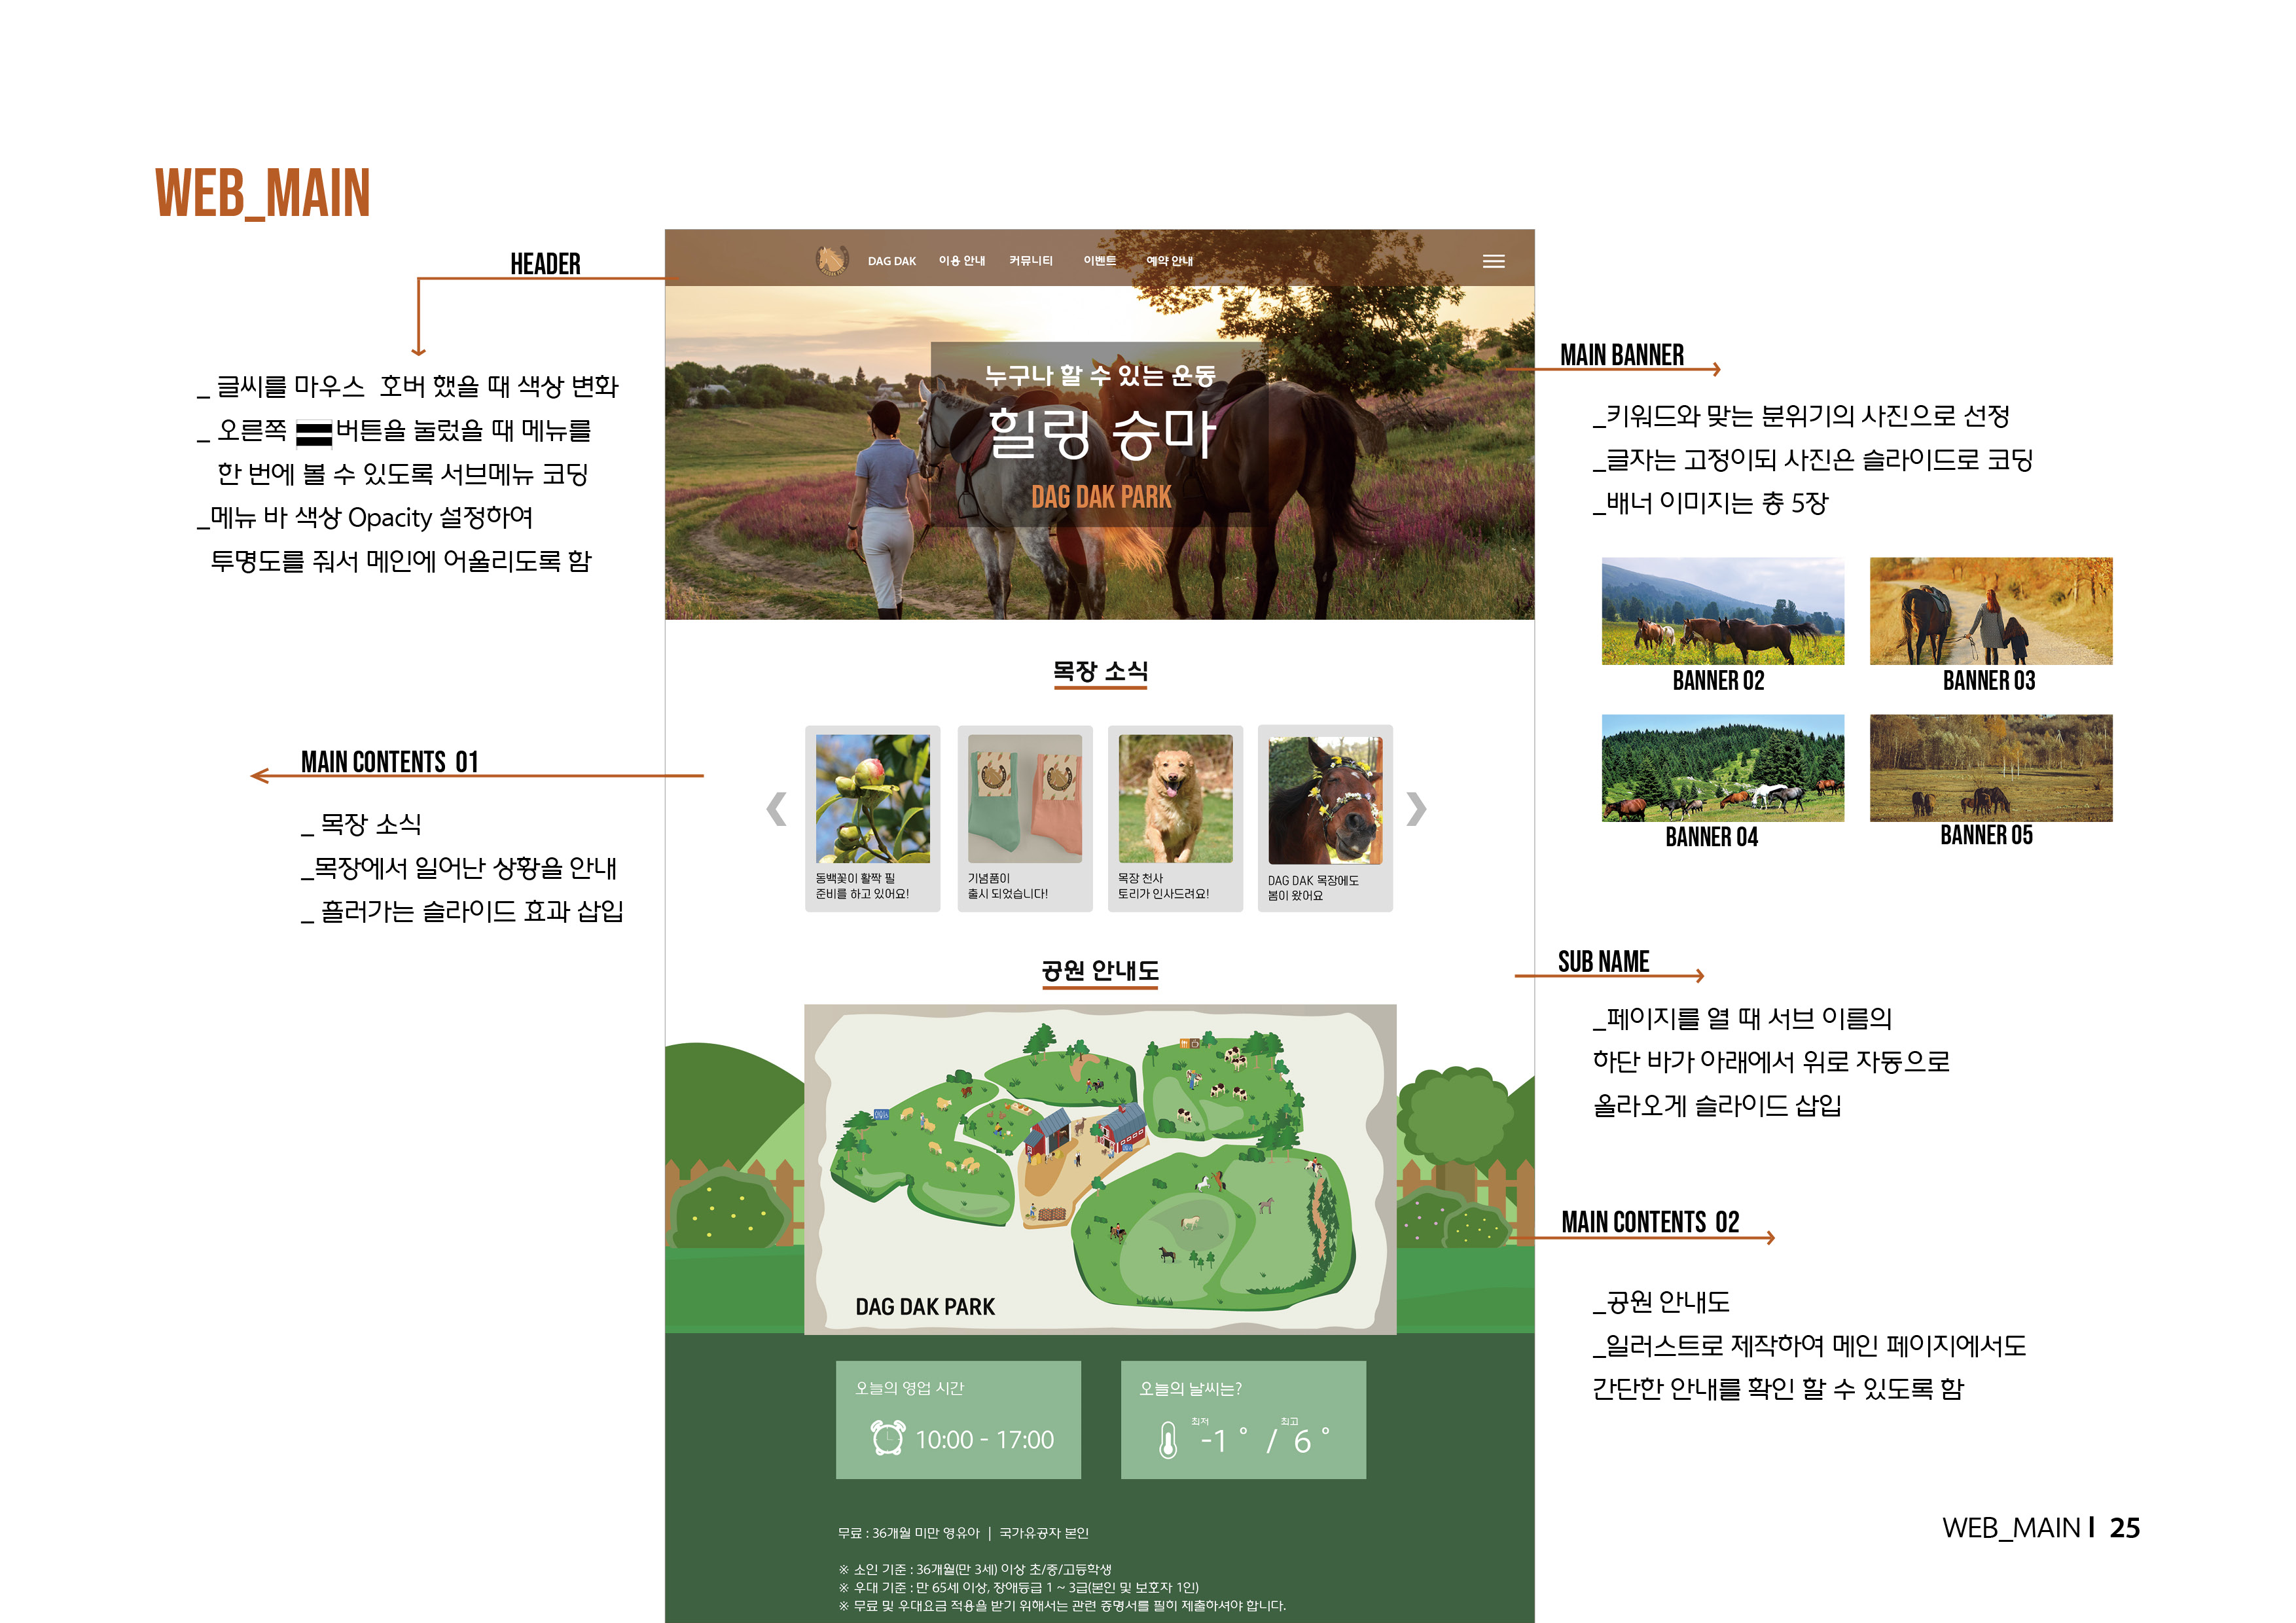 WEB_MAIN
HEADER
_ 글씨를 마우스 호버 했을 때 색상 변화
_ 오른쪽 버튼을 눌렀을 때 메뉴를
한 번에 볼 수 있도록 서브메뉴 코딩
_메뉴 바 색상 Opacity 설정하여
투명도를 줘서 메인에 어울리도록 함
MAIN CONTENTS 01
_ 목장 소식
_목장에서 일어난 상황을 안내
_ 흘러가는 슬라이드 효과 삽입
DAG DAK 이용 안내 커뮤니티 이벤트 예약 안내
누구나 할 수 있는 운동
힐링 승마
DAG DAK PARK
목장 소식
동백꽃이 활짝 필
준비를 하고 있어요!
기념품이
출시 되었습니다!
목장 천사
토리가 인사드려요!
DAG DAK 목장에도
봄이 왔어요
공원 안내도
DAG DAK PARK
오늘의 영업 시간
10:00 - 17:00
오늘의 날씨는?
최저 최고
-1 ° / 6 °
무료 : 36개월 미만 영유아 | 국가유공자 본인
※ 소인 기준 : 36개월(만 3세) 이상 초/중/고등학생
※ 우대 기준 : 만 65세 이상, 장애등급 1 ~ 3급(본인 및 보호자 1인)
※ 무료 및 우대요금 적용을 받기 위해서는 관련 증명서를 필히 제출하셔야 합니다.
MAIN BANNER
_키워드와 맞는 분위기의 사진으로 선정
_글자는 고정이되 사진은 슬라이드로 코딩
_배너 이미지는 총 5장
BANNER 02
BANNER 03
BANNER 04
BANNER 05
SUB NAME
_페이지를 열 때 서브 이름의
하단 바가 아래에서 위로 자동으로
올라오게 슬라이드 삽입
MAIN CONTENTS 02
_공원 안내도
_일러스트로 제작하여 메인 페이지에서도
간단한 안내를 확인 할 수 있도록 함
WEB_MAIN | 25